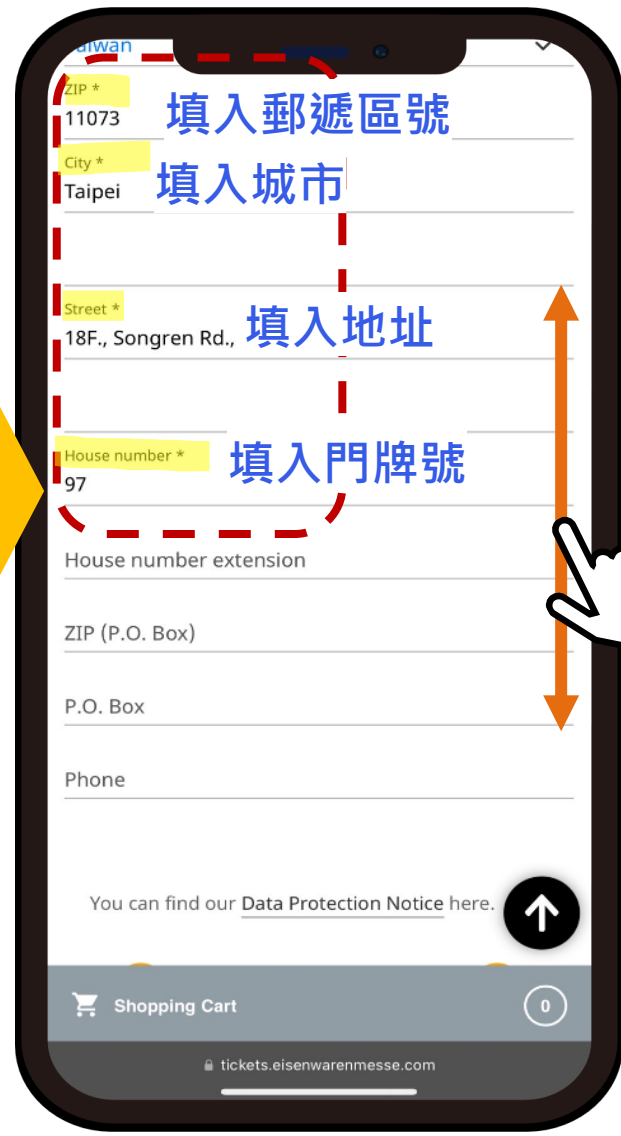 Taiwan
ZIP *
11073
填入郵遞區號
City *
Taipei
填入城市
Street *
18F., Songren Rd.,
填入地址
House number *
97
填入門牌號
House number extension
ZIP (P.O. Box)
P.O. Box
Phone
You can find our Data Protection Notice here.
Shopping Cart
0
tickets.eisenwarenmesse.com